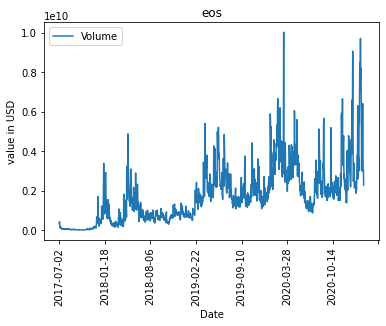 eos
1e10
Volume
1.0
0.8
0.6
0.4
0.2
0.0
value in USD
2017-07-02
2018-01-18
2018-08-06
2019-02-22
2019-09-10
2020-03-28
2020-10-14
Date